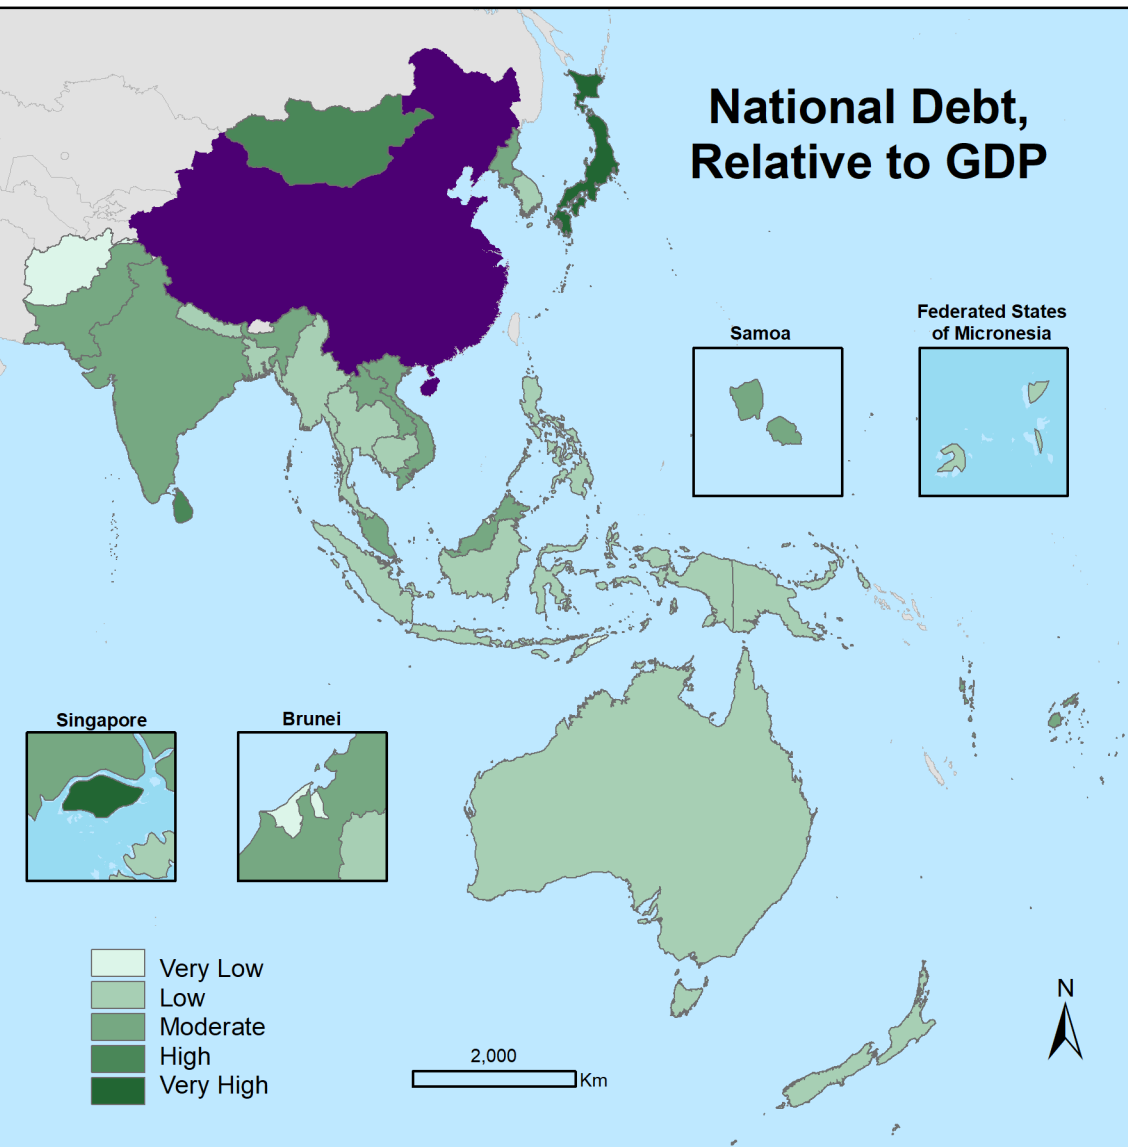 National Debt,
Relative to GDP
Samoa
Federated States
of Micronesia
Singapore
Brunei
Very Low
Low
Moderate
High
Very High
2,000
Km
N